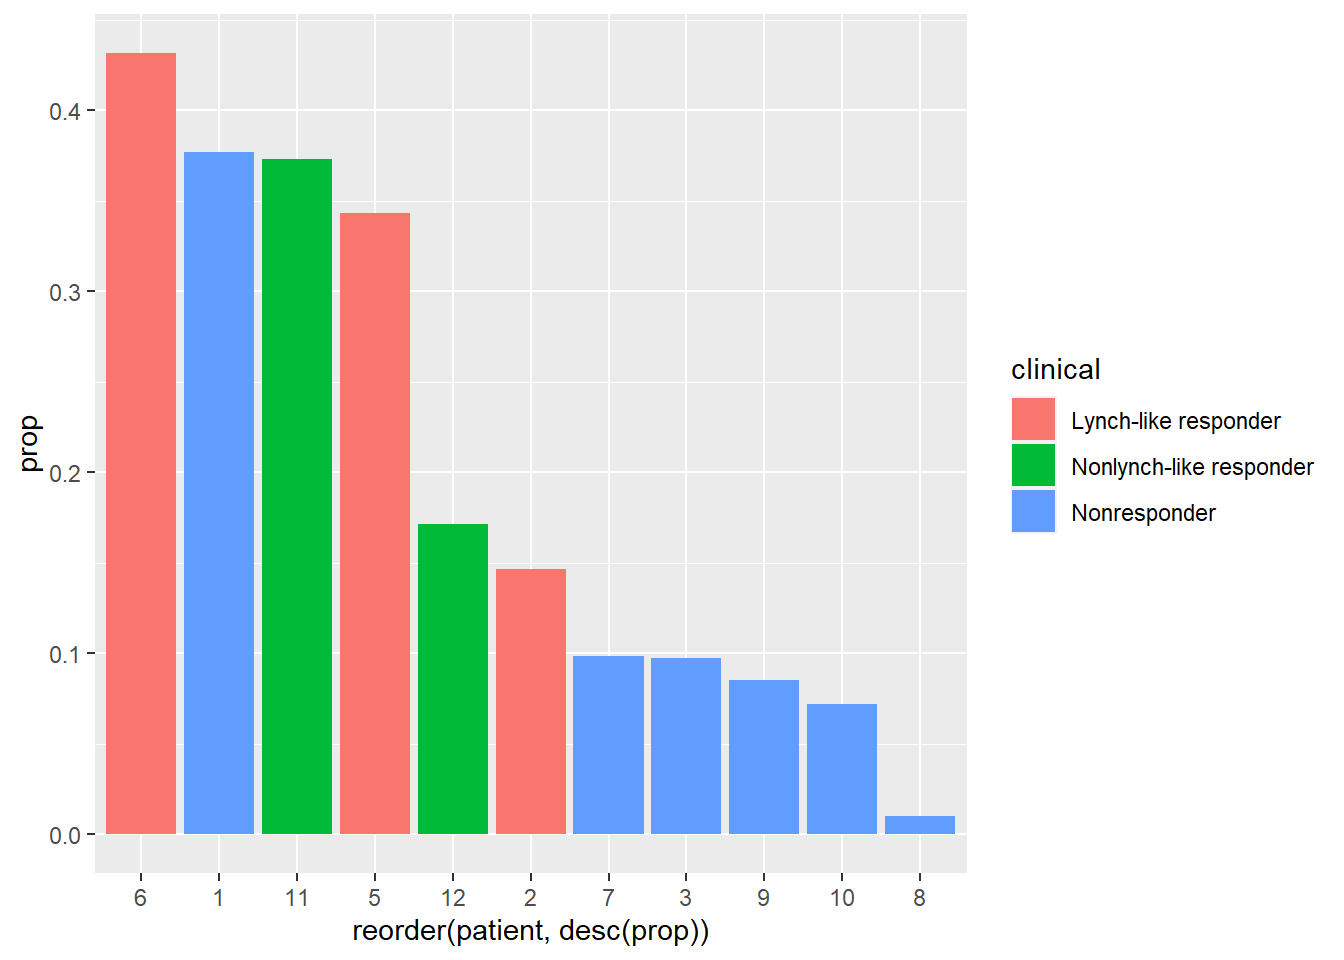 0.4
0.3
0.2
0.1
0.0
prop
6 1 11 5 12 2 7 3 9 10 8
reorder(patient, desc(prop))
clinical
Lynch-like responder
Nonlynch-like responder
Nonresponder